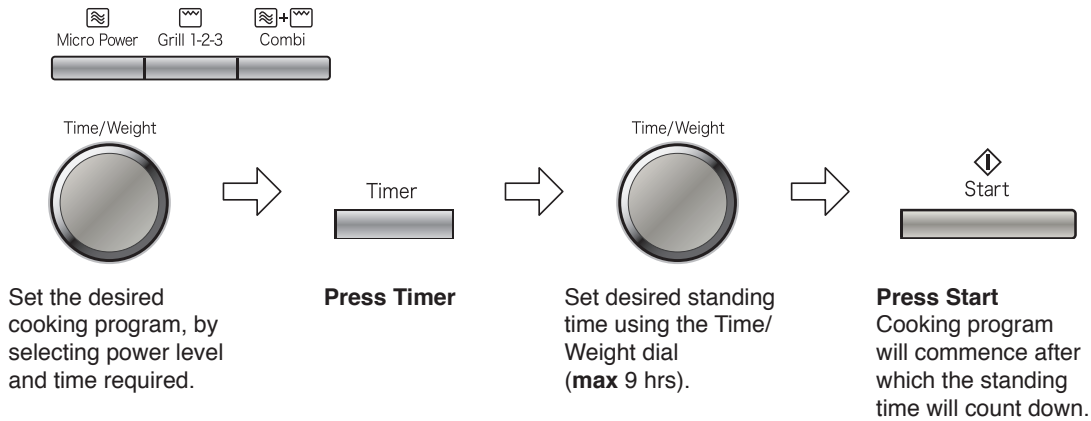 Micro Power Grill 1-2-3 Combi
Time/Weight
Timer
Time/Weight
Start
Set the desired
cooking program, by
selecting power level
and time required.
Press Timer
Set desired standing
time using the Time/
Weight dial
(max 9 hrs).
Press Start
Cooking program
will commence after
which the standing
time will count down.